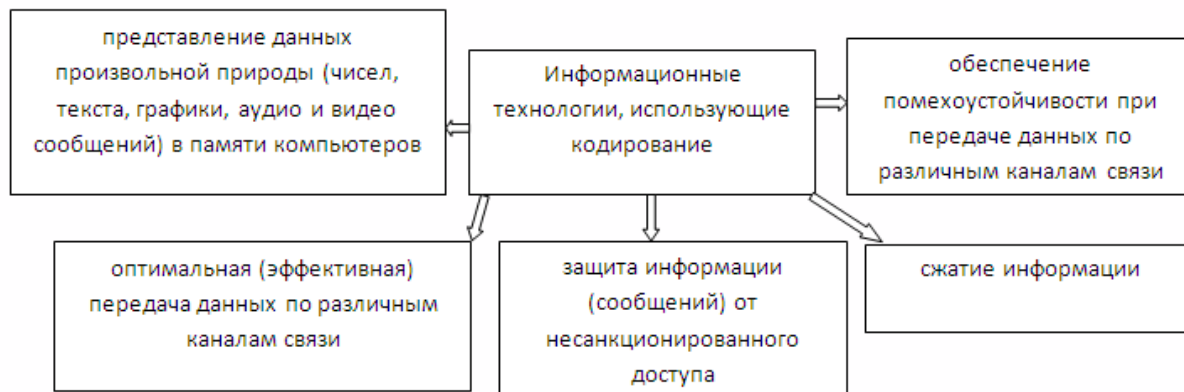 представление данных
произвольной природы (чисел,
текста, графики, аудио и видео
сообщений) в памяти компьютеров
Информационные
технологии, использующие
кодирование
обеспечение
помехоустойчивости при
передаче данных по
различным каналам связи
оптимальная (эффективная)
передача данных по различным
каналам связи
защита информации
(сообщений) от
несанкционированного
доступа
сжатие информации